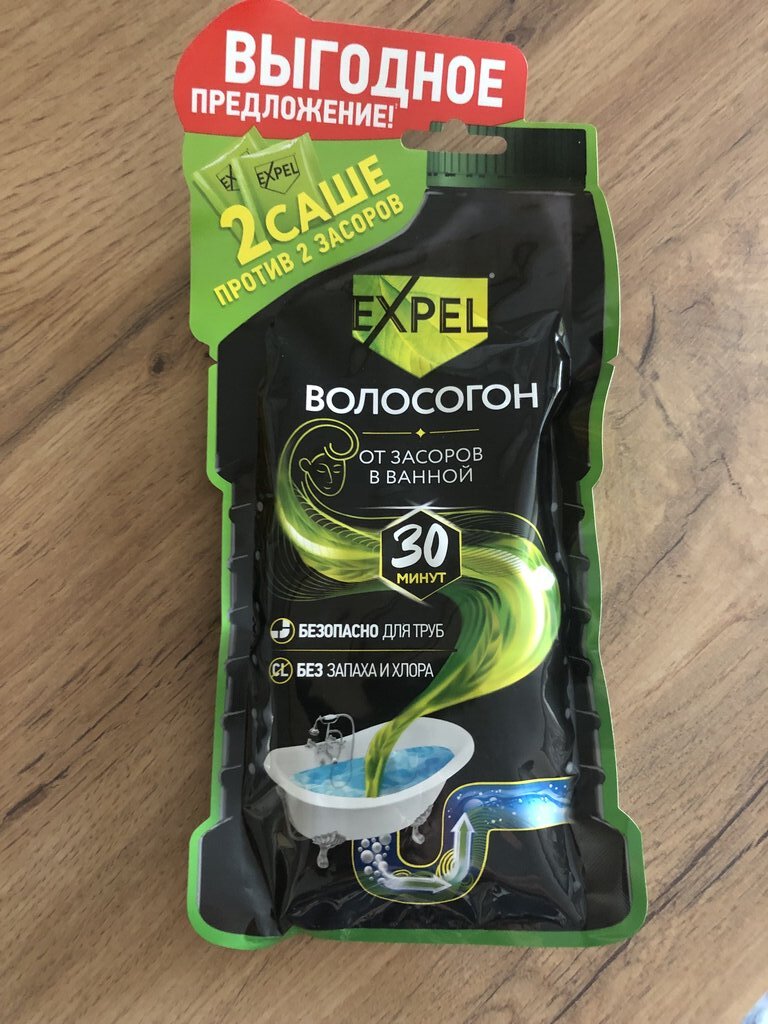 ВЫГОДНОЕ
ПРЕДЛОЖЕНИЕ!
EXPEL
2 САШЕ
ПРОТИВ 2 ЗАСОРОВ
EXPEL
ВОЛОСОГОН
ОТ ЗАСОРОВ
В ВАННОЙ
30
МИНУТ
БЕЗОПАСНО ДЛЯ ТРУБ
CL БЕЗ ЗАПАХА И ХЛОРА